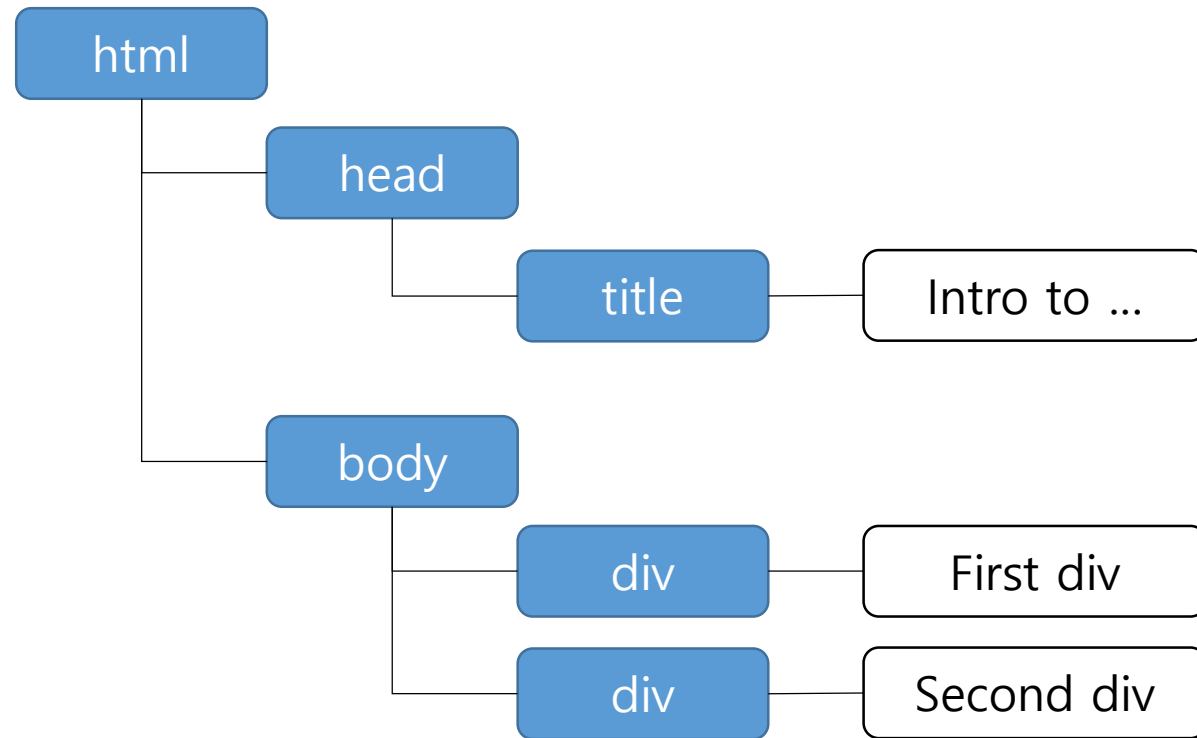 html
head
title
Intro to ...
body
div
First div
div
Second div